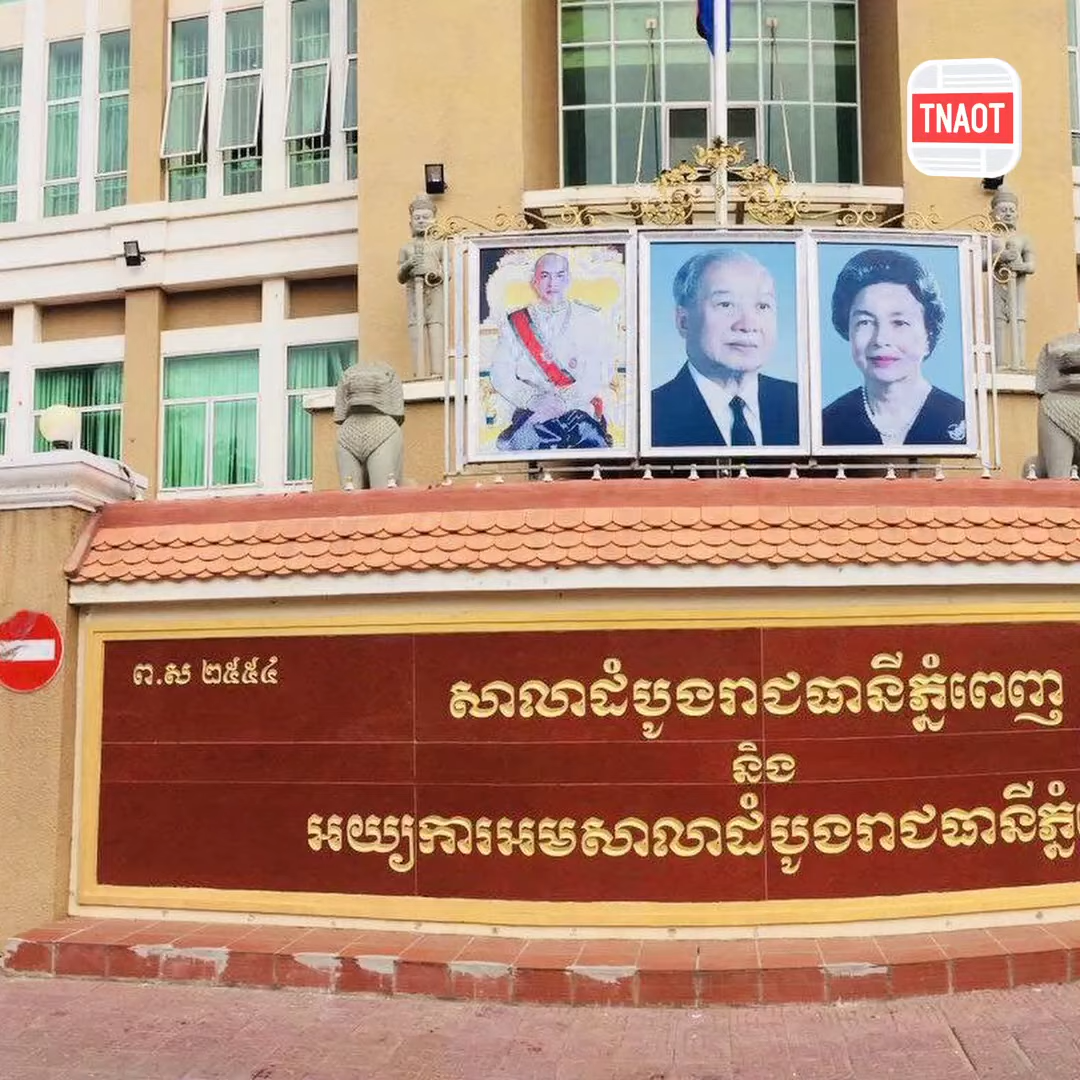 TNAOT
ព.ស ២៥៥៤
សាលាដំបូងរាជធានីភ្នំពេញ
និង
អយ្យការអមសាលាដំបូងរាជធានីភ្នំ